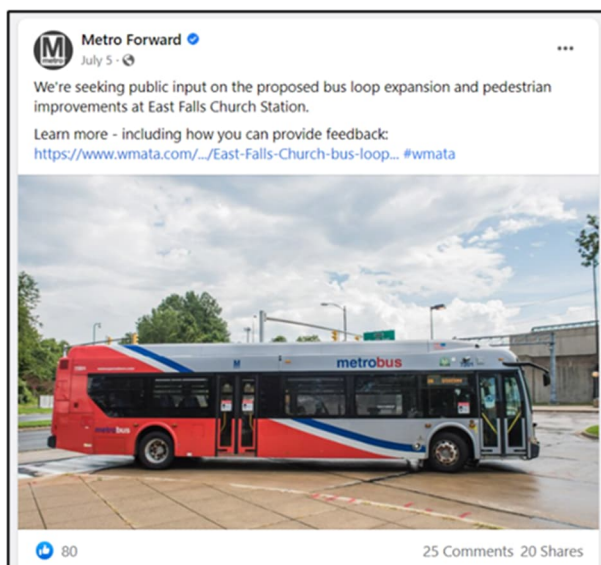 M
metro
Metro Forward
July 5 ·
We're seeking public input on the proposed bus loop expansion and pedestrian
improvements at East Falls Church Station.
Learn more - including how you can provide feedback:
https://www.wmata.com/.../East-Falls-Church-bus-loop... #wmata
metrobus
metrobus
80
25 Comments 20 Shares